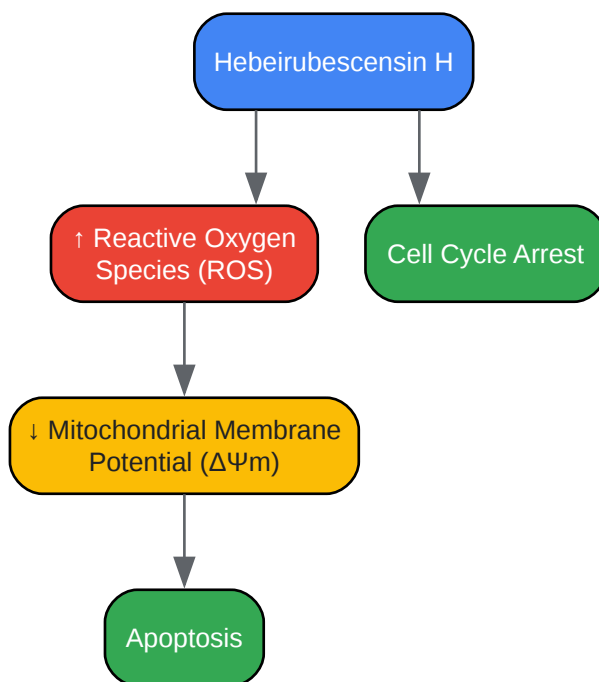 Hebeirubescensin H
↑ Reactive Oxygen
Species (ROS)
Cell Cycle Arrest
↓ Mitochondrial Membrane
Potential (ΔΨm)
Apoptosis